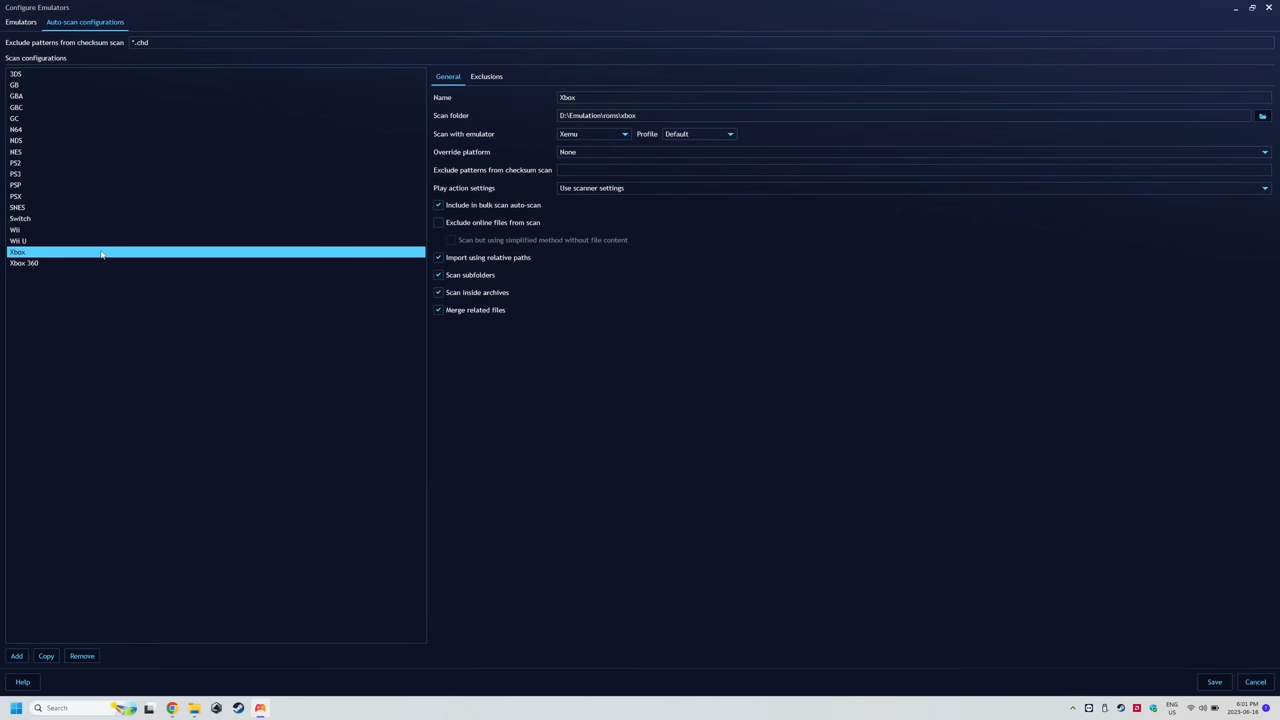 Configure Emulators
Emulators Auto-scan configurations
Exclude patterns from checksum scan *.chd
Scan configurations
3DS
GB
GBA
GBC
GC
N64
NDS
NES
PS2
PS3
PSP
PSX
SNES
Switch
Wii
Wii U
Xbox
Xbox 360
General Exclusions
Name Xbox
Scan folder D:\Emulation\roms\xbox
Scan with emulator Xemu Profile Default
Override platform None
Exclude patterns from checksum scan
Play action settings Use scanner settings
Include in bulk scan auto-scan
Exclude online files from scan
Scan but using simplified method without file content
Import using relative paths
Scan subfolders
Scan inside archives
Merge related files
Add Copy Remove
Help Save Cancel
Search
ENG 6:01 PM
US 2023-06-16